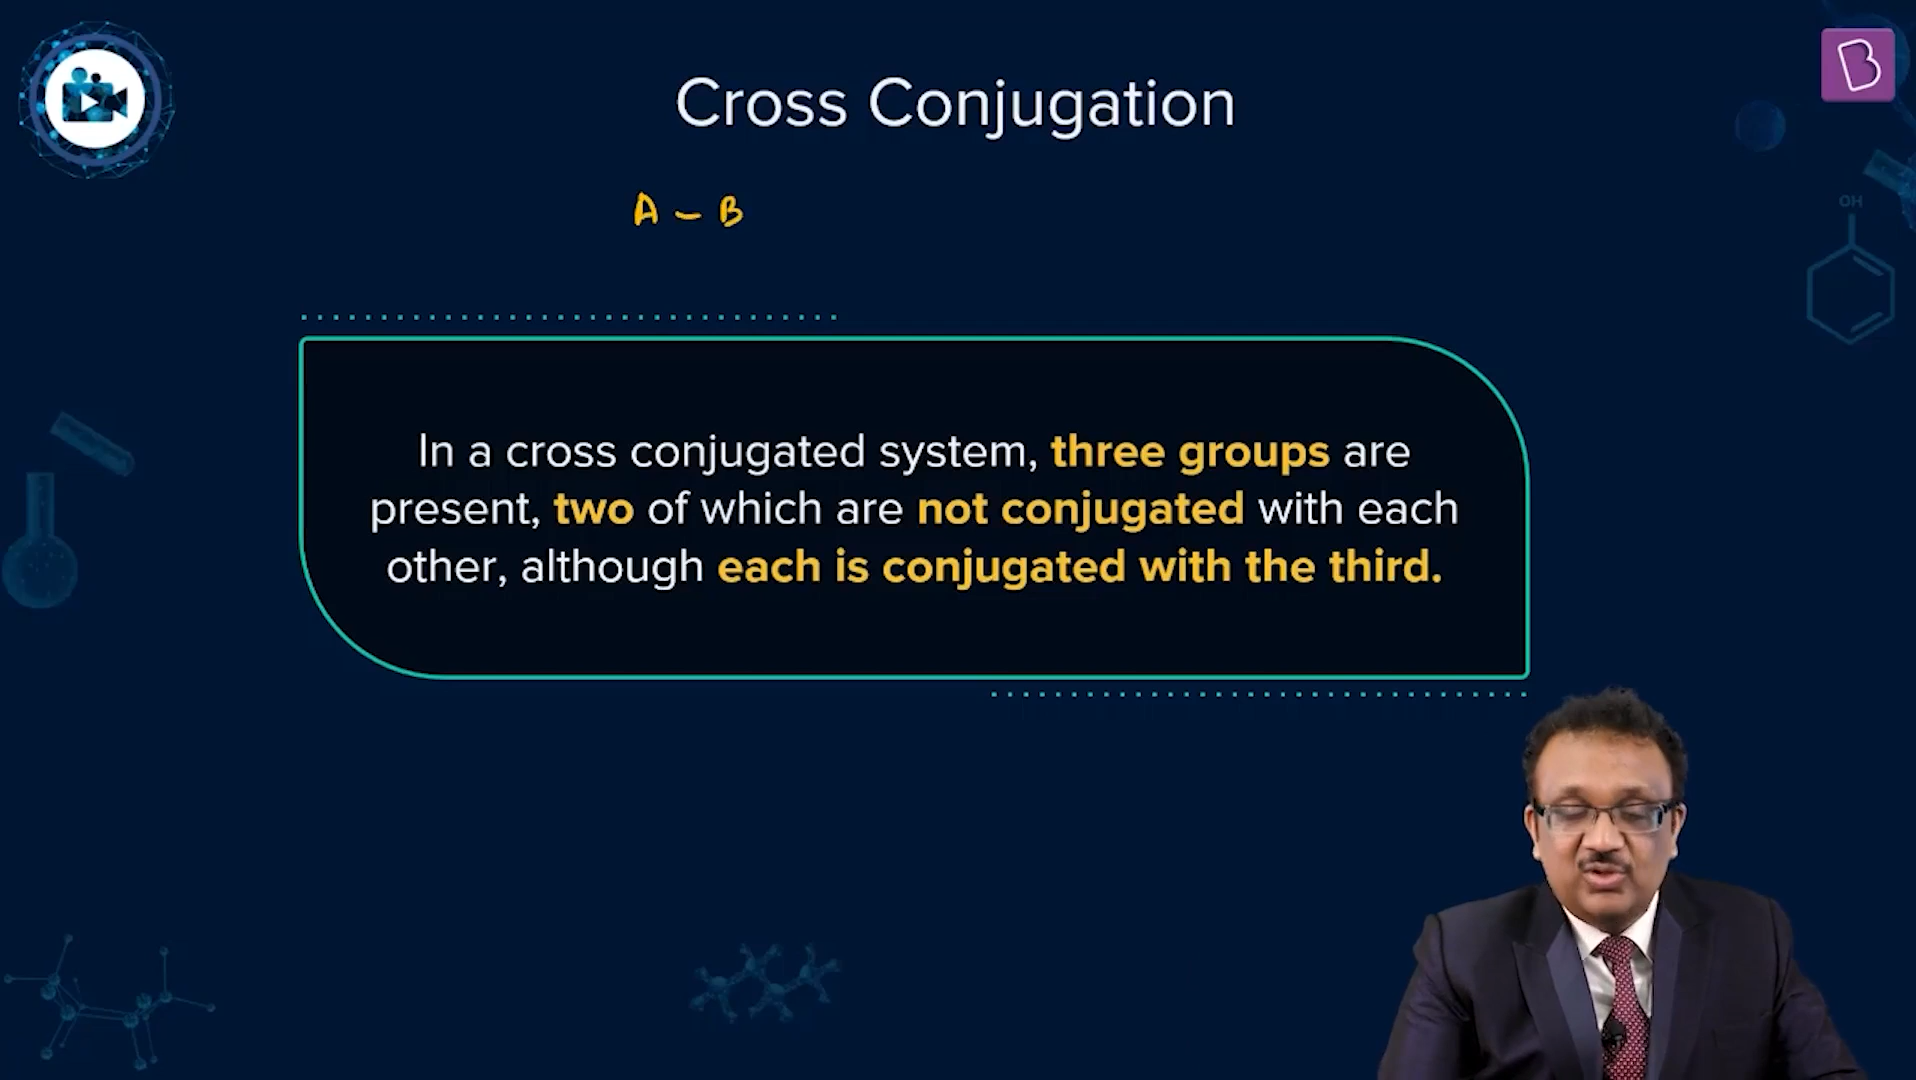 Cross Conjugation
A – B
OH
In a cross conjugated system, three groups are
present, two of which are not conjugated with each
other, although each is conjugated with the third.